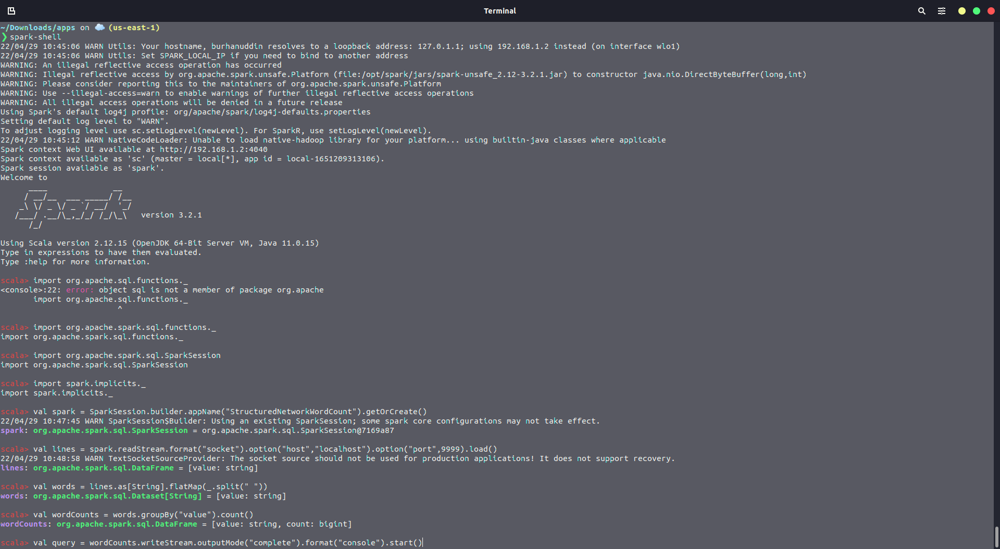 Terminal
~/Downloads/apps on ☁️ (us-east-1)
❯ spark-shell
22/04/29 10:45:06 WARN Utils: Your hostname, burhanuddin resolves to a loopback address: 127.0.1.1; using 192.168.1.2 instead (on interface wlo1)
22/04/29 10:45:06 WARN Utils: Set SPARK_LOCAL_IP if you need to bind to another address
WARNING: An illegal reflective access operation has occurred
WARNING: Illegal reflective access by org.apache.spark.unsafe.Platform (file:/opt/spark/jars/spark-unsafe_2.12-3.2.1.jar) to constructor java.nio.DirectByteBuffer(long,int)
WARNING: Please consider reporting this to the maintainers of org.apache.spark.unsafe.Platform
WARNING: Use --illegal-access=warn to enable warnings of further illegal reflective access operations
WARNING: All illegal access operations will be denied in a future release
Using Spark's default log4j profile: org/apache/spark/log4j-defaults.properties
Setting default log level to "WARN".
To adjust logging level use sc.setLogLevel(newLevel). For SparkR, use setLogLevel(newLevel).
22/04/29 10:45:12 WARN NativeCodeLoader: Unable to load native-hadoop library for your platform... using builtin-java classes where applicable
Spark context Web UI available at http://192.168.1.2:4040
Spark context available as 'sc' (master = local[*], app id = local-1651209313106).
Spark session available as 'spark'.
Welcome to
      ____              __
     / __/__  ___ _____/ /__
    _\ \/ _ \/ _ `/ __/  '_/
   /___/ .__/\_,_/_/ /_/\_\   version 3.2.1
      /_/
Using Scala version 2.12.15 (OpenJDK 64-Bit Server VM, Java 11.0.15)
Type in expressions to have them evaluated.
Type :help for more information.
scala> import org.apache.sql.functions._
<console>:22: error: object sql is not a member of package org.apache
       import org.apache.sql.functions._
                         ^
scala> import org.apache.spark.sql.functions._
import org.apache.spark.sql.functions._
scala> import org.apache.spark.sql.SparkSession
import org.apache.spark.sql.SparkSession
scala> import spark.implicits._
import spark.implicits._
scala> val spark = SparkSession.builder.appName("StructuredNetworkWordCount").getOrCreate()
22/04/29 10:47:45 WARN SparkSession$Builder: Using an existing SparkSession; some spark core configurations may not take effect.
spark: org.apache.spark.sql.SparkSession = org.apache.spark.sql.SparkSession@7169a87
scala> val lines = spark.readStream.format("socket").option("host","localhost").option("port",9999).load()
22/04/29 10:48:58 WARN TextSocketSourceProvider: The socket source should not be used for production applications! It does not support recovery.
lines: org.apache.spark.sql.DataFrame = [value: string]
scala> val words = lines.as[String].flatMap(_.split(" "))
words: org.apache.spark.sql.Dataset[String] = [value: string]
scala> val wordCounts = words.groupBy("value").count()
wordCounts: org.apache.spark.sql.DataFrame = [value: string, count: bigint]
scala> val query = wordCounts.writeStream.outputMode("complete").format("console").start()